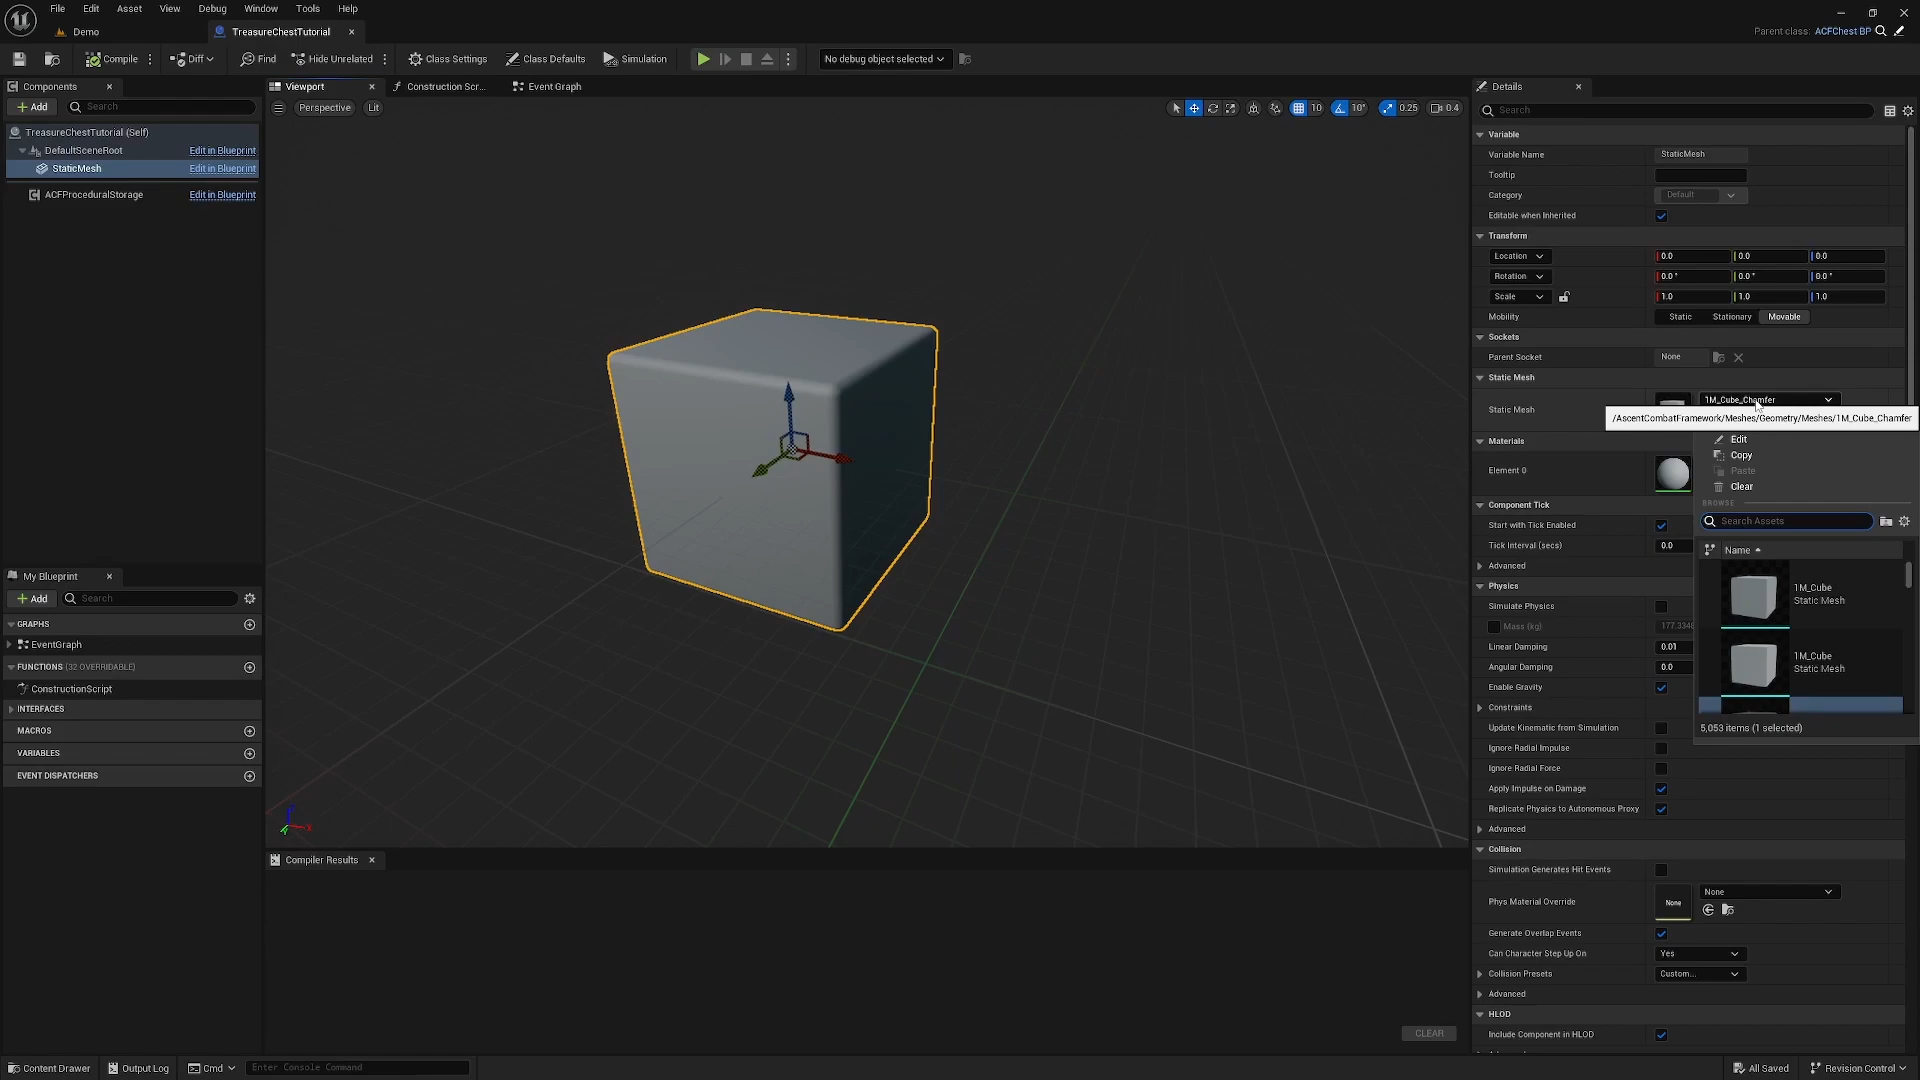 File Edit Asset View Debug Window Tools Help
Demo TreasureChestTutorial
Parent class: ACFChest BP
Compile Diff Find Hide Unrelated Class Settings Class Defaults Simulation No debug object selected
Components
Add Search
TreasureChestTutorial (Self)
DefaultSceneRoot Edit in Blueprint
StaticMesh Edit in Blueprint
ACFProceduralStorage Edit in Blueprint
My Blueprint
Add Search
GRAPHS
EventGraph
FUNCTIONS (32 OVERRIDABLE)
ConstructionScript
INTERFACES
MACROS
VARIABLES
EVENT DISPATCHERS
Viewport Construction Scr... Event Graph
Perspective Lit 10 10° 0.25 0.4
Compiler Results
CLEAR
Details
Search
Variable
Variable Name StaticMesh
Tooltip
Category Default
Editable when Inherited
Transform
Location 0.0 0.0 0.0
Rotation 0.0 ° 0.0 ° 0.0 °
Scale 1.0 1.0 1.0
Mobility Static Stationary Movable
Sockets
Parent Socket None
Static Mesh
Static Mesh 1M_Cube_Chamfer
/AscentCombatFramework/Meshes/Geometry/Meshes/1M_Cube_Chamfer
Materials
Element 0
Edit
Copy
Paste
Clear
BROWSE
Search Assets
Name
1M_Cube
Static Mesh
1M_Cube
Static Mesh
5,053 items (1 selected)
Component Tick
Start with Tick Enabled
Tick Interval (secs) 0.0
Advanced
Physics
Simulate Physics
Mass (kg) 177.3348
Linear Damping 0.01
Angular Damping 0.0
Enable Gravity
Constraints
Update Kinematic from Simulation
Ignore Radial Impulse
Ignore Radial Force
Apply Impulse on Damage
Replicate Physics to Autonomous Proxy
Advanced
Collision
Simulation Generates Hit Events
Phys Material Override None None
Generate Overlap Events
Can Character Step Up On Yes
Collision Presets Custom...
Advanced
HLOD
Include Component in HLOD
Content Drawer Output Log Cmd Enter Console Command All Saved Revision Control